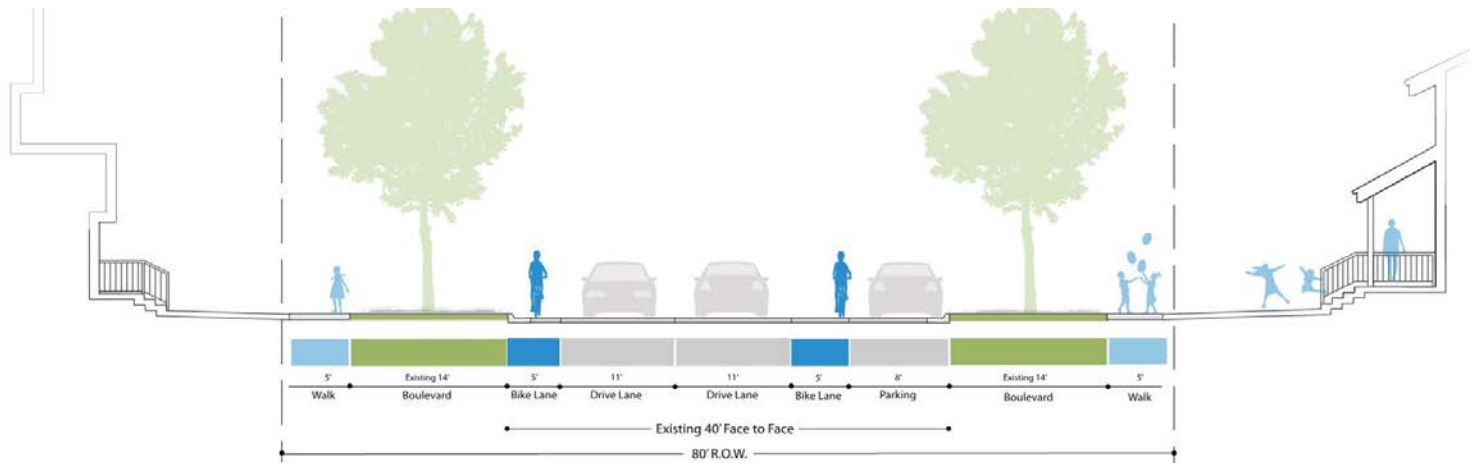 5' Existing 14' 5' 11' 11' 5' 8' Existing 14' 5'
Walk Boulevard Bike Lane Drive Lane Drive Lane Bike Lane Parking Boulevard Walk
Existing 40' Face to Face
80' R.O.W.